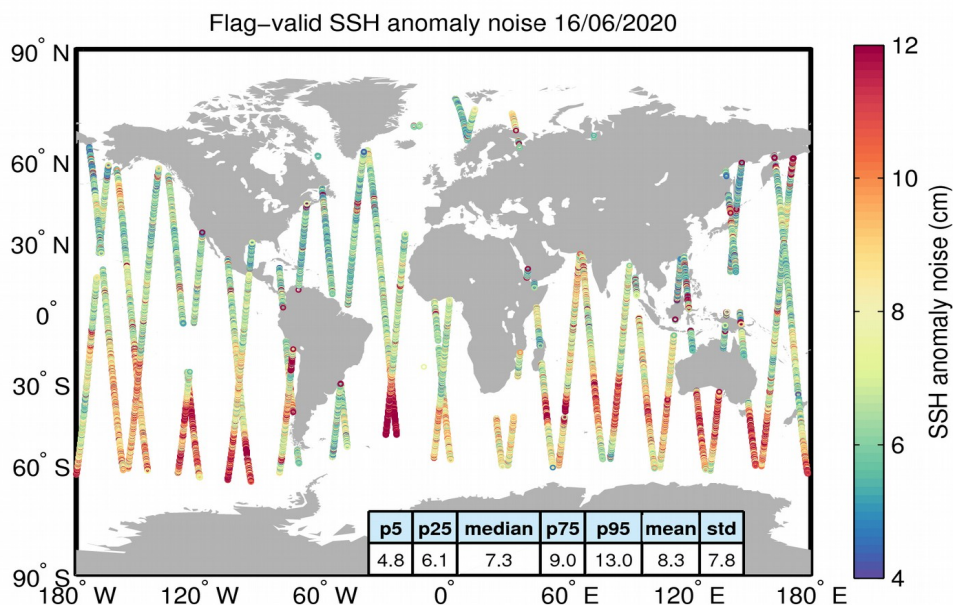 Flag−valid SSH anomaly noise 16/06/2020
90° N
60° N
30° N
0°
30° S
60° S
90° S
180° W
120° W
60° W
0°
60° E
120° E
180° E
p5 p25 median p75 p95 mean std
4.8 6.1 7.3 9.0 13.0 8.3 7.8
12
10
8
6
4
SSH anomaly noise (cm)